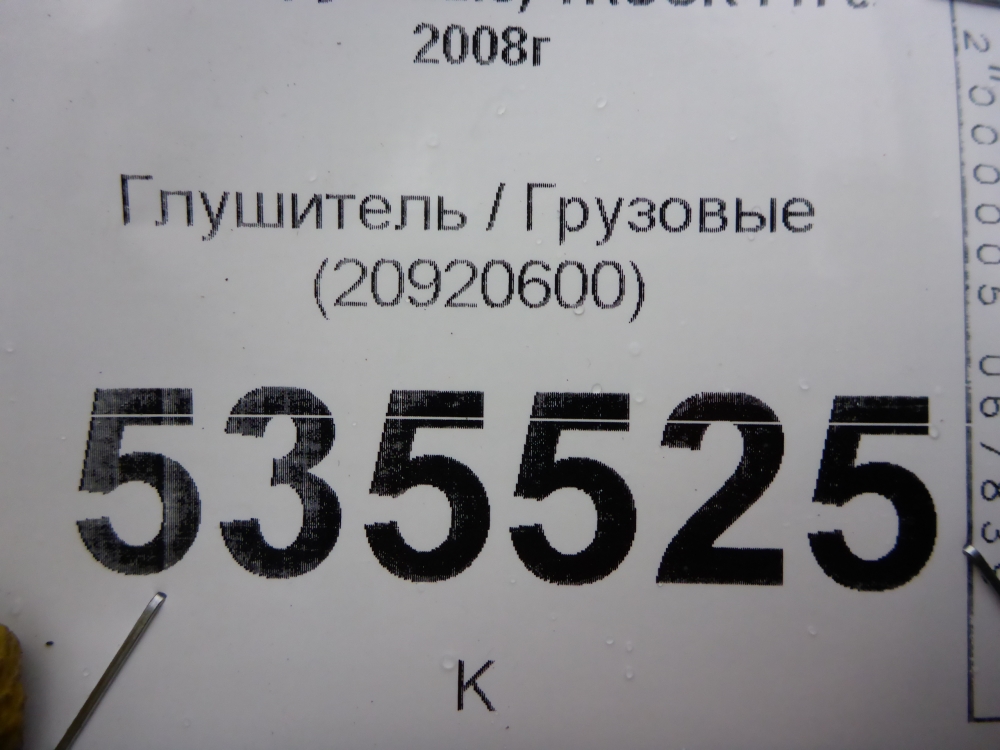 2008г
Глушитель / Грузовые
(20920600)
535525
К